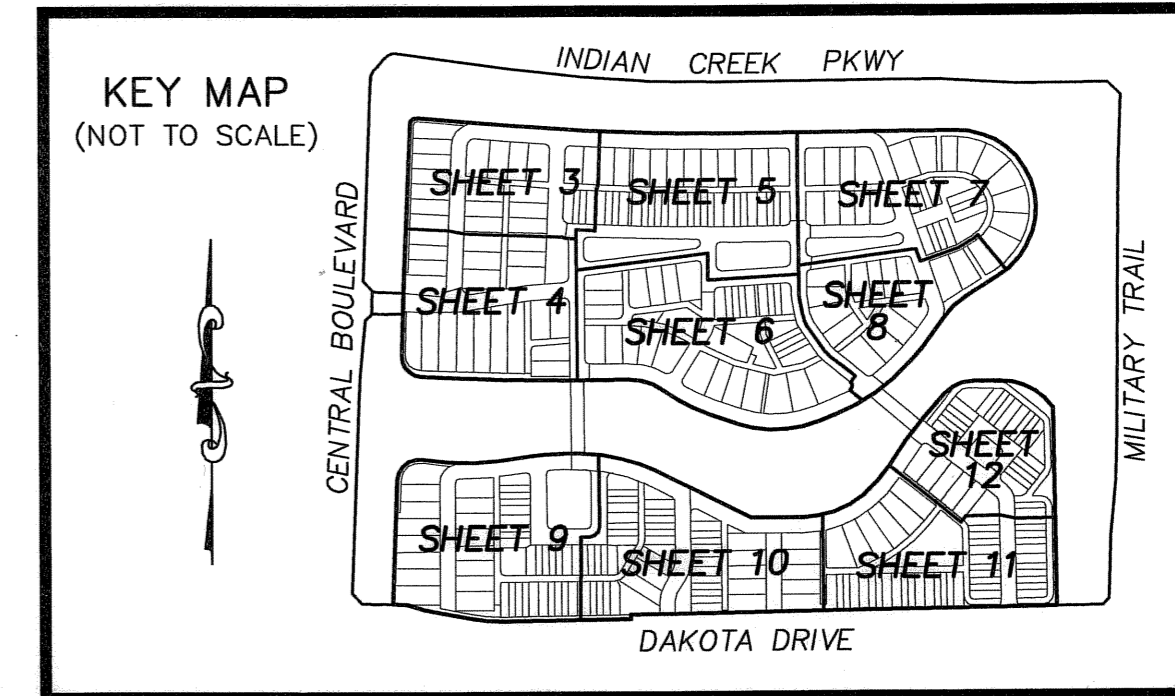 INDIAN CREEK PKWY
KEY MAP
(NOT TO SCALE)
CENTRAL BOULEVARD
MILITARY TRAIL
SHEET 3
SHEET 5
SHEET 7
SHEET 4
SHEET 6
SHEET
8
SHEET
12
SHEET 9
SHEET 10
SHEET 11
DAKOTA DRIVE